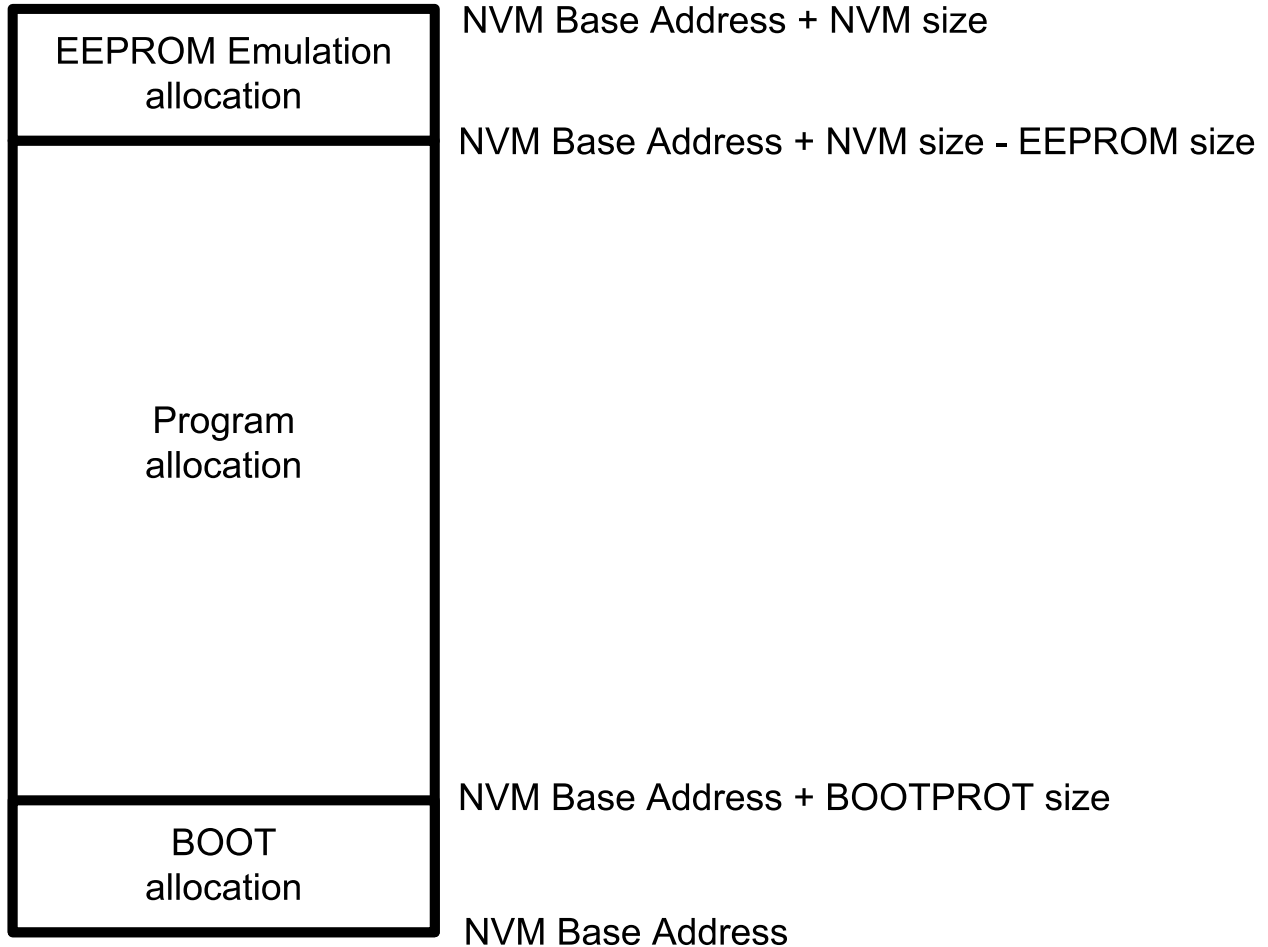 NVM Base Address + NVM size
EEPROM Emulation
allocation
NVM Base Address + NVM size - EEPROM size
Program
allocation
NVM Base Address + BOOTPROT size
BOOT
allocation
NVM Base Address